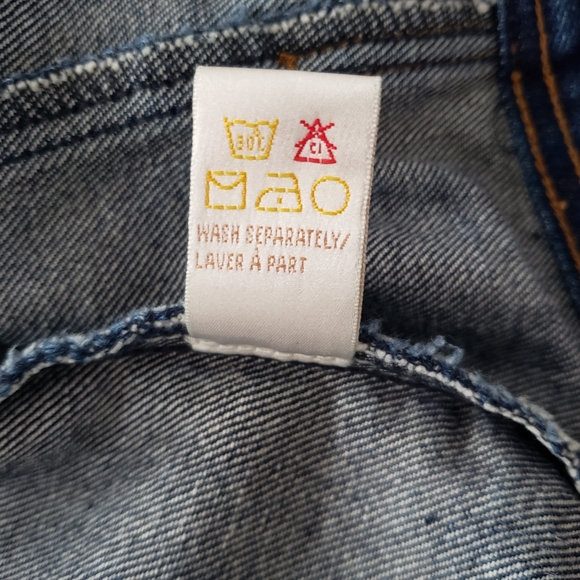 30°C
Cl
WASH SEPARATELY/
LAVER À PART